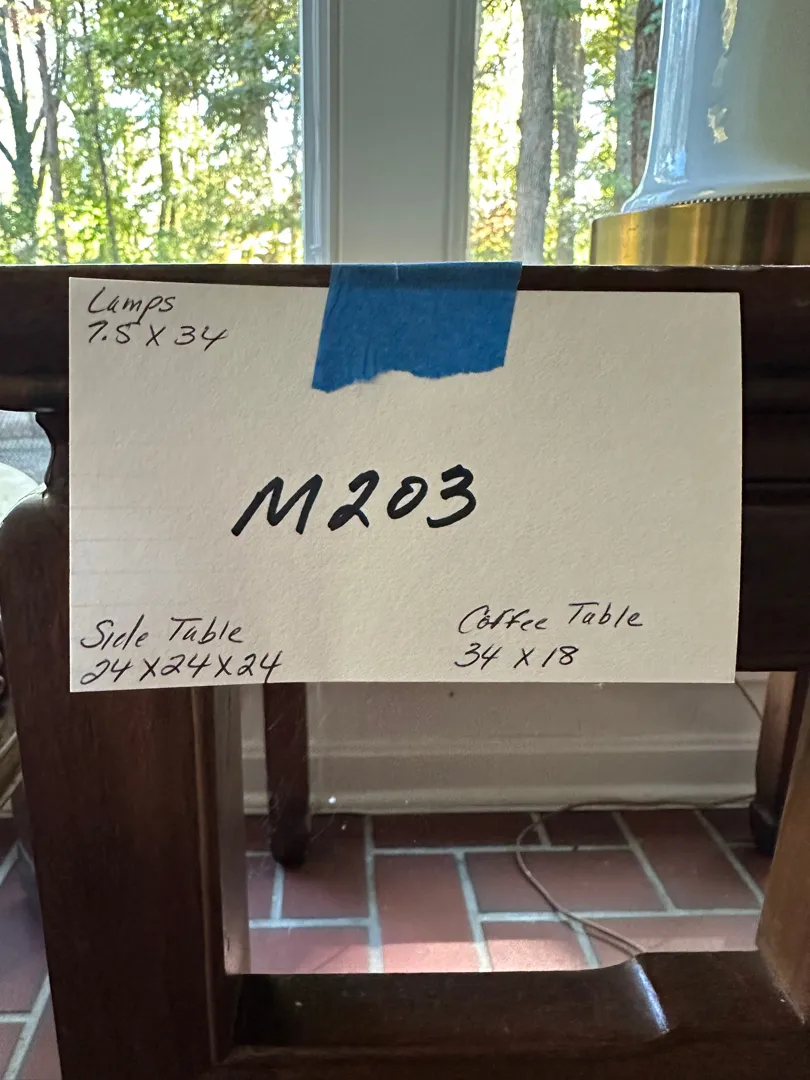 Lamps
7.5 X 34
M203
Side Table
24 X 24 X 24
Coffee Table
34 X 18